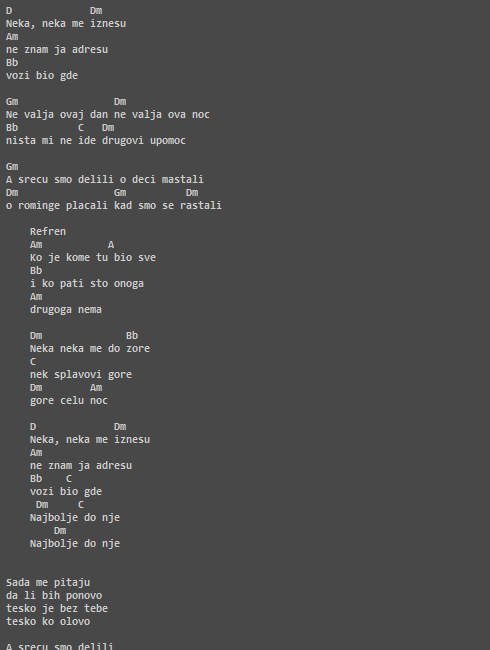 D             Dm
Neka, neka me iznesu
Am
ne znam ja adresu
Bb
vozi bio gde

Gm                Dm
Ne valja ovaj dan ne valja ova noc
Bb          C   Dm
nista mi ne ide drugovi upomoc

Gm
A srecu smo delili o deci mastali
Dm                Gm          Dm
o rominge placali kad smo se rastali

    Refren
    Am           A
    Ko je kome tu bio sve
    Bb
    i ko pati sto onoga
    Am
    drugoga nema

    Dm              Bb
    Neka neka me do zore
    C
    nek splavovi gore
    Dm        Am
    gore celu noc

    D             Dm
    Neka, neka me iznesu
    Am
    ne znam ja adresu
    Bb    C
    vozi bio gde
     Dm     C
    Najbolje do nje
        Dm
    Najbolje do nje


Sada me pitaju
da li bih ponovo
tesko je bez tebe
tesko ko olovo

A srecu smo delili